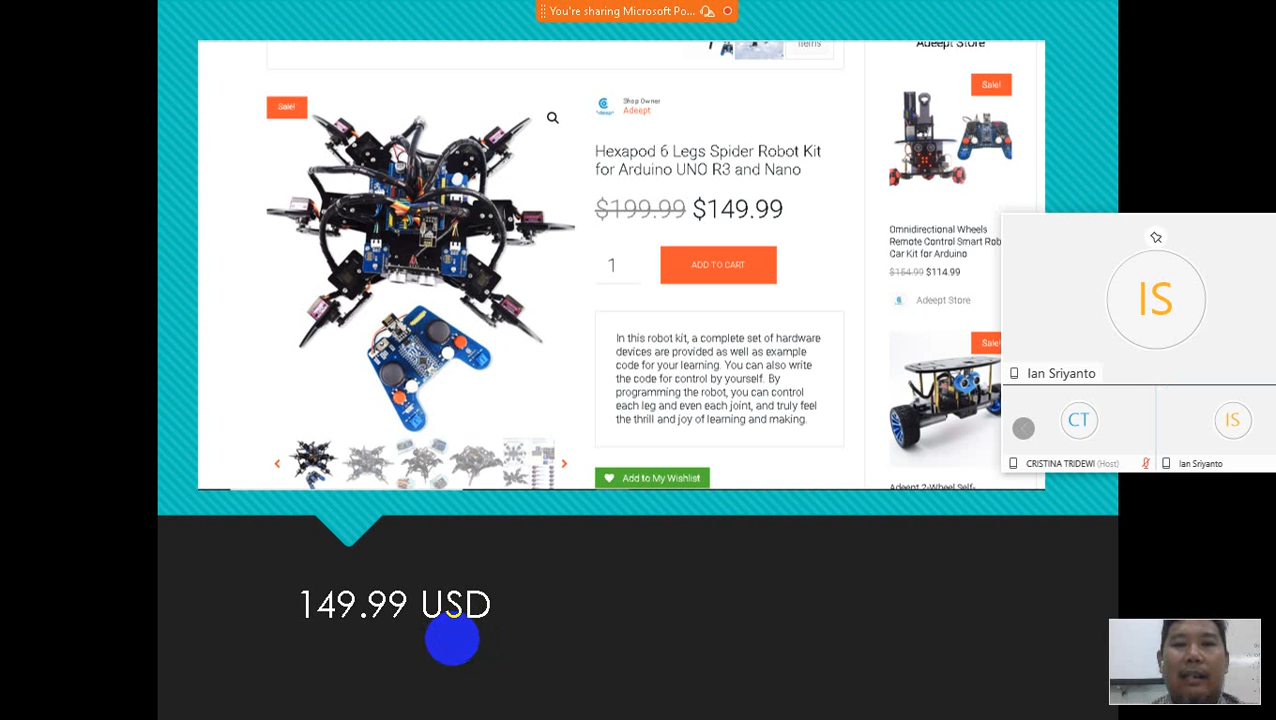 You're sharing Microsoft Po...
Items
Adeept Store
Sale!
Shop Owner
Adeept
Hexapod 6 Legs Spider Robot Kit
for Arduino UNO R3 and Nano
$199.99 $149.99
1
ADD TO CART
In this robot kit, a complete set of hardware
devices are provided as well as example
code for your learning. You can also write
the code for control by yourself. By
programming the robot, you can control
each leg and even each joint, and truly feel
the thrill and joy of learning and making.
Add to My Wishlist
Sale!
Omnidirectional Wheels
Remote Control Smart Rob
Car Kit for Arduino
$154.99 $114.99
Adeept Store
Sale!
Adeept 2-Wheel Self-
IS
Ian Sriyanto
CT
IS
CRISTINA TRIDEWI (Host)
Ian Sriyanto
149.99 USD